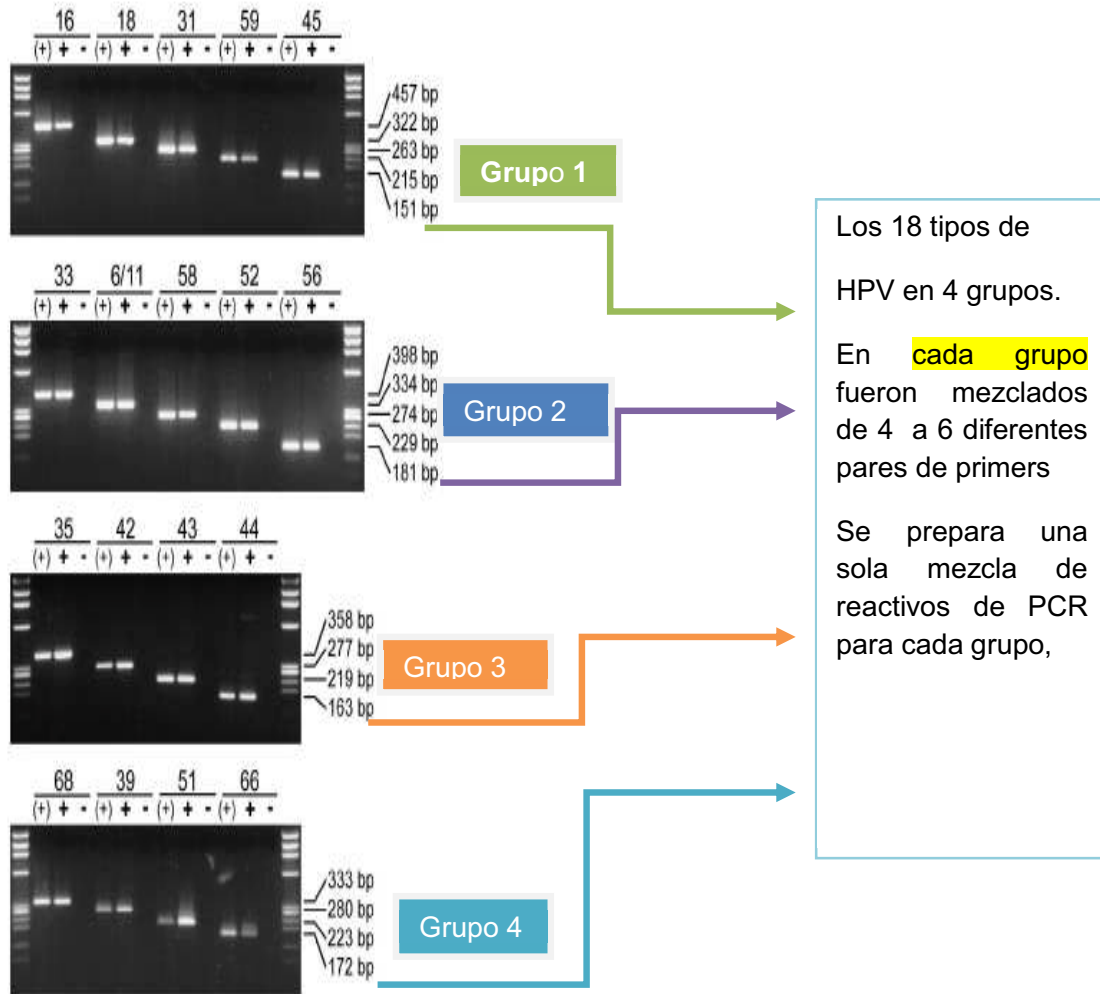 16 18 31 59 45
(+) + - (+) + - (+) + - (+) + - (+) + -
457 bp
322 bp
263 bp
215 bp
151 bp
Grupo 1
33 6/11 58 52 56
(+) + - (+) + - (+) + - (+) + - (+) + -
398 bp
334 bp
274 bp
229 bp
181 bp
Grupo 2
35 42 43 44
(+) + - (+) + - (+) + - (+) + -
358 bp
277 bp
219 bp
163 bp
Grupo 3
68 39 51 66
(+) + - (+) + - (+) + - (+) + -
333 bp
280 bp
223 bp
172 bp
Grupo 4
Los 18 tipos de
HPV en 4 grupos.
En cada grupo
fueron mezclados
de 4 a 6 diferentes
pares de primers
Se prepara una
sola mezcla de
reactivos de PCR
para cada grupo,